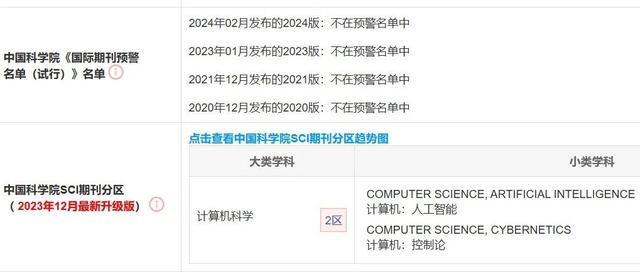 2024年02月发布的2024版：不在预警名单中
中国科学院《国际期刊预警
名单（试行）》名单
2023年01月发布的2023版：不在预警名单中
2021年12月发布的2021版：不在预警名单中
2020年12月发布的2020版：不在预警名单中
点击查看中国科学院SCI期刊分区趋势图
中国科学院SCI期刊分区
（ 2023年12月最新升级版）
大类学科
小类学科
计算机科学
2区
COMPUTER SCIENCE, ARTIFICIAL INTELLIGENCE
计算机：人工智能
COMPUTER SCIENCE, CYBERNETICS
计算机：控制论